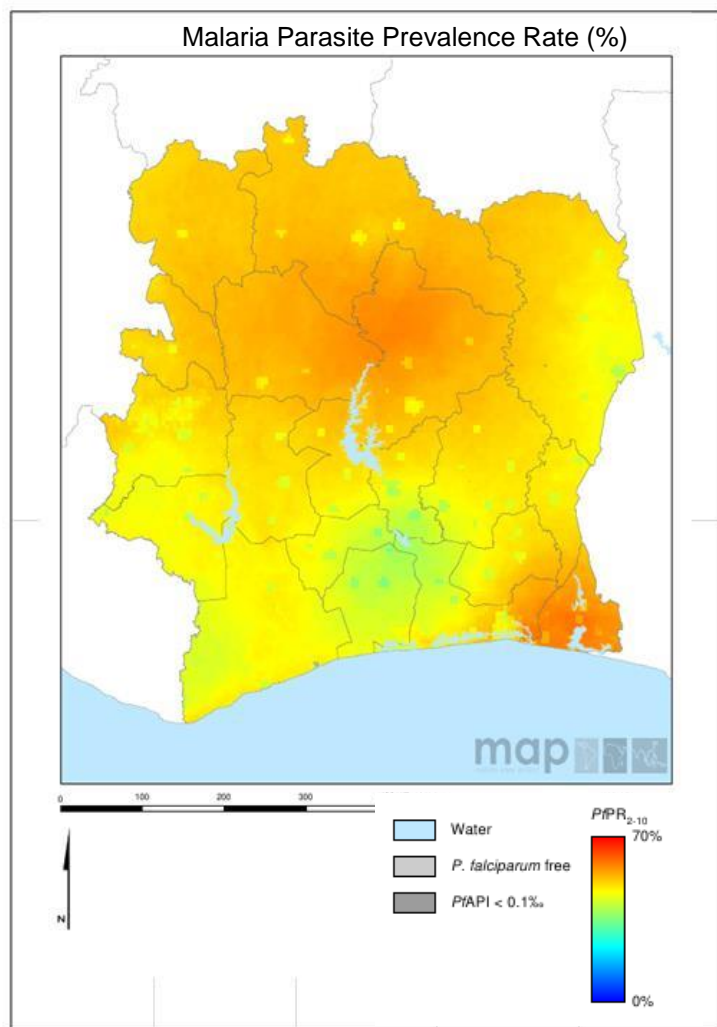 Malaria Parasite Prevalence Rate (%)
map
0 100 200 300
Water
P. falciparum free
PfAPI < 0.1‰
PfPR2-10
70%
0%
N